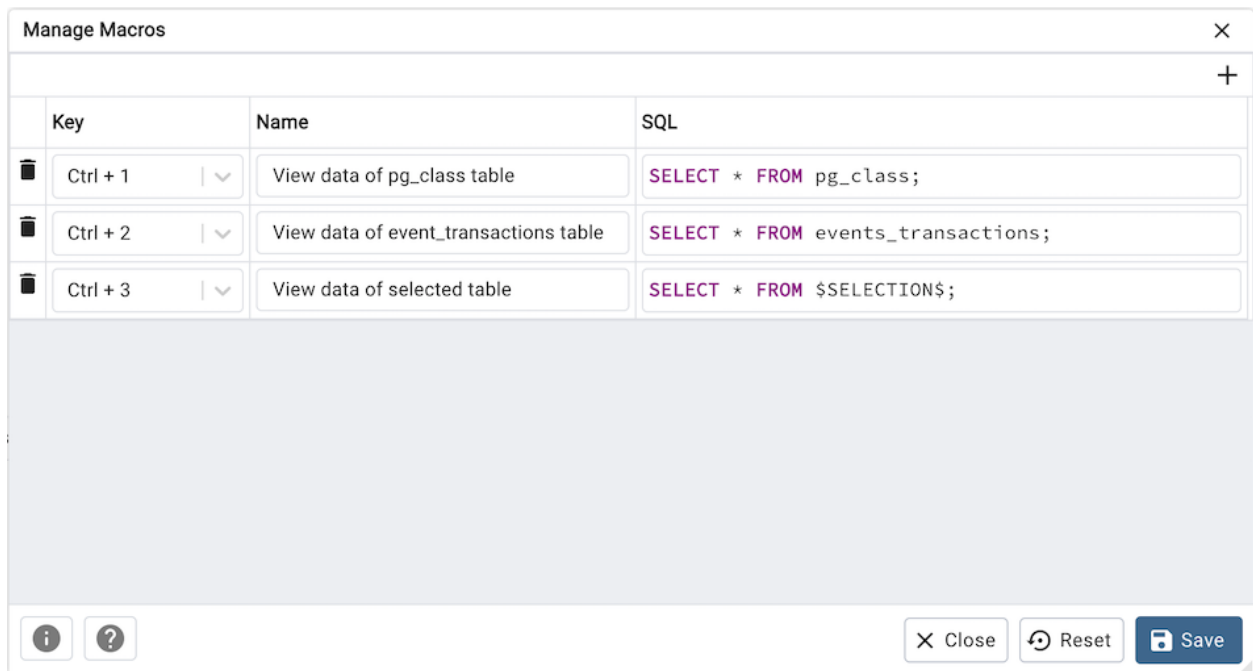 Manage Macros
Key Name SQL
Ctrl + 1 View data of pg_class table SELECT * FROM pg_class;
Ctrl + 2 View data of event_transactions table SELECT * FROM events_transactions;
Ctrl + 3 View data of selected table SELECT * FROM $SELECTION$;
Close Reset Save